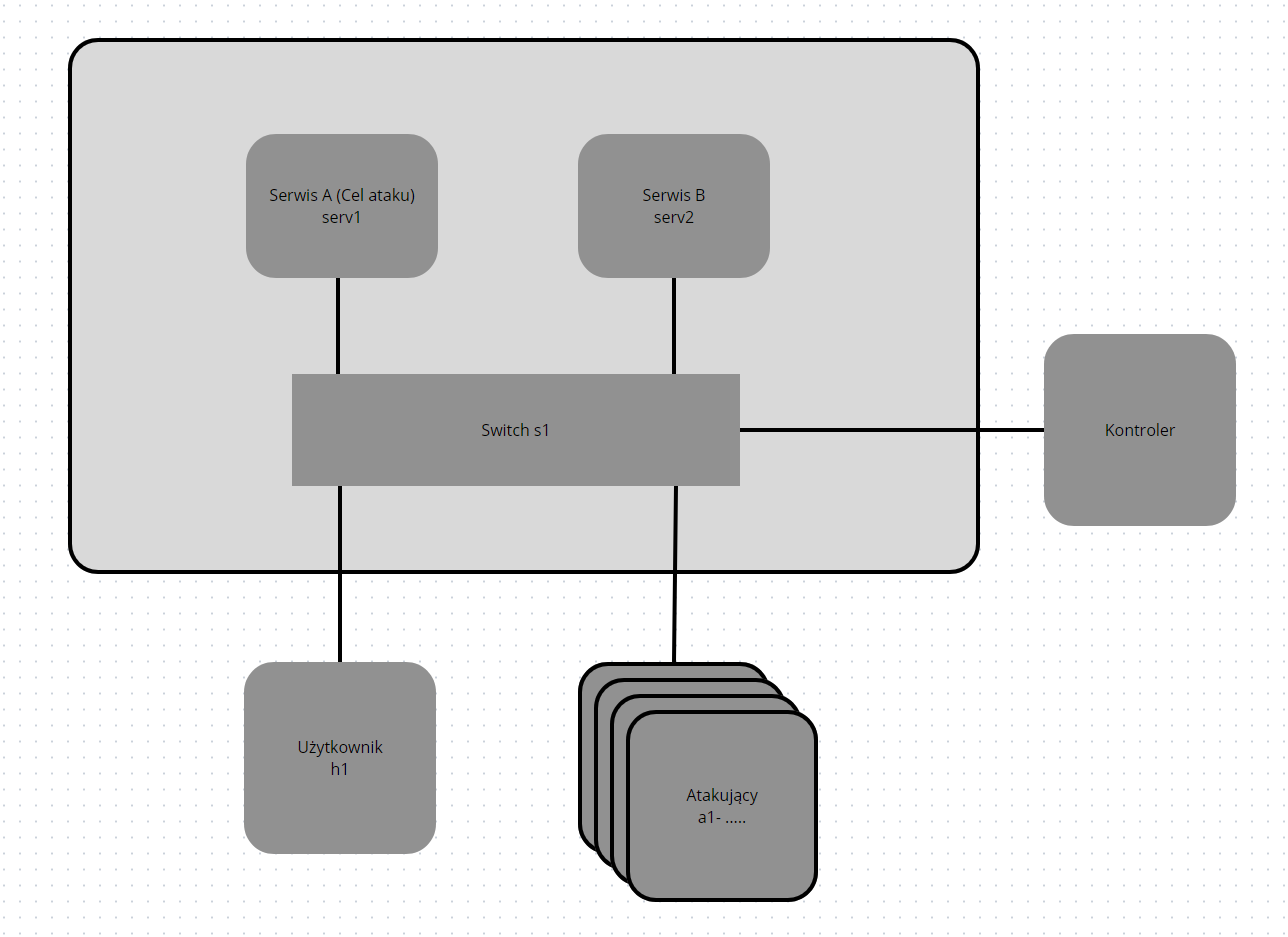 Serwis A (Cel ataku)
serv1
Serwis B
serv2
Switch s1
Kontroler
Użytkownik
h1
Atakujący
a1- .....